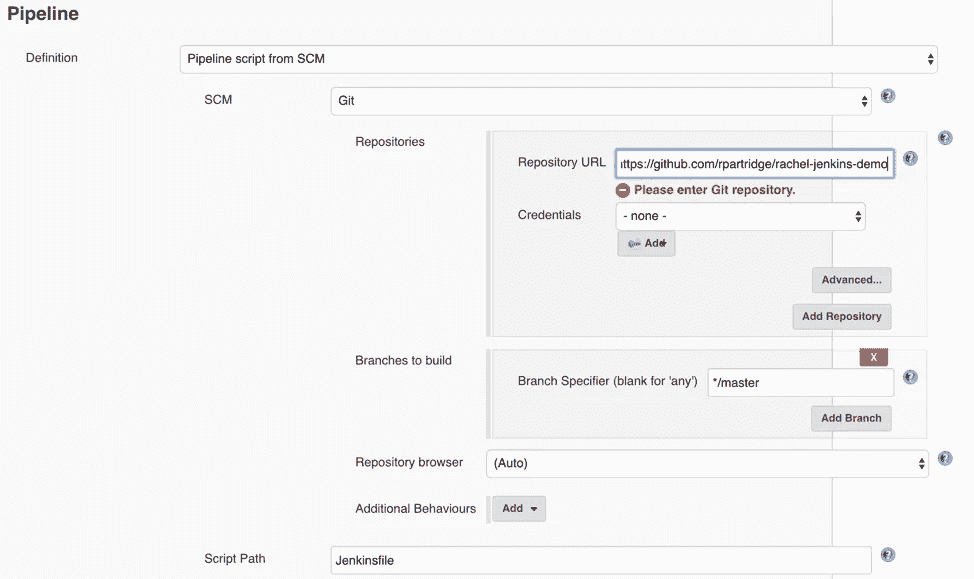 Pipeline
Definition
Pipeline script from SCM
SCM
Git
Repositories
Repository URL
ttps://github.com/rpartridge/rachel-jenkins-demo
Please enter Git repository.
Credentials
- none -
Add
Advanced...
Add Repository
Branches to build
X
Branch Specifier (blank for 'any')
*/master
Add Branch
Repository browser
(Auto)
Additional Behaviours
Add
Script Path
Jenkinsfile